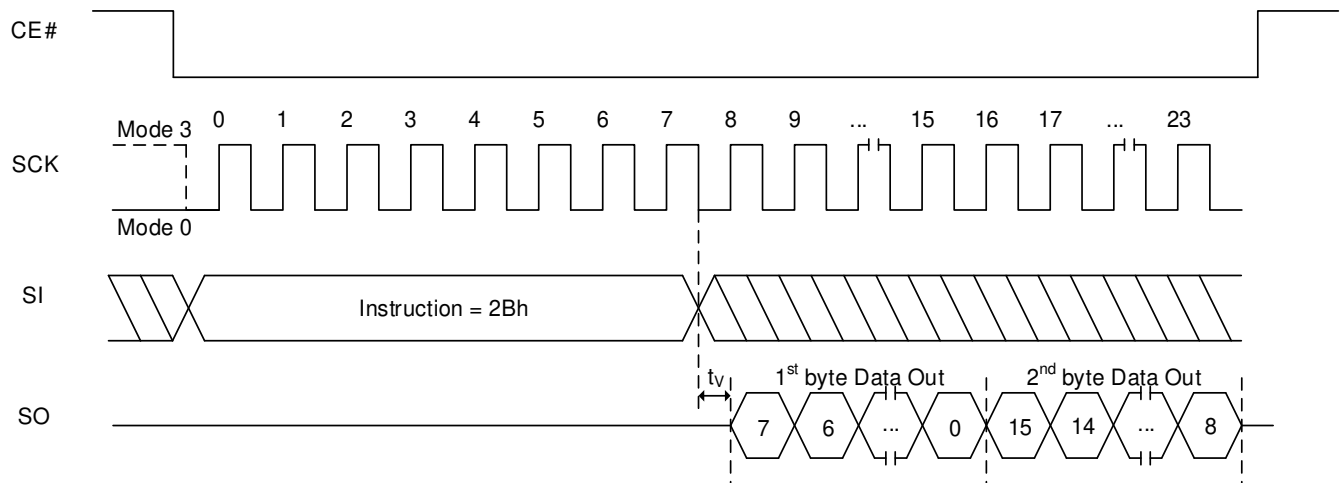 CE#
0 1 2 3 4 5 6 7 8 9 ... 15 16 17 ... 23
Mode 3
SCK
Mode 0
SI
Instruction = 2Bh
tV
1st byte Data Out
2nd byte Data Out
SO
7 6 ... 0 15 14 ... 8